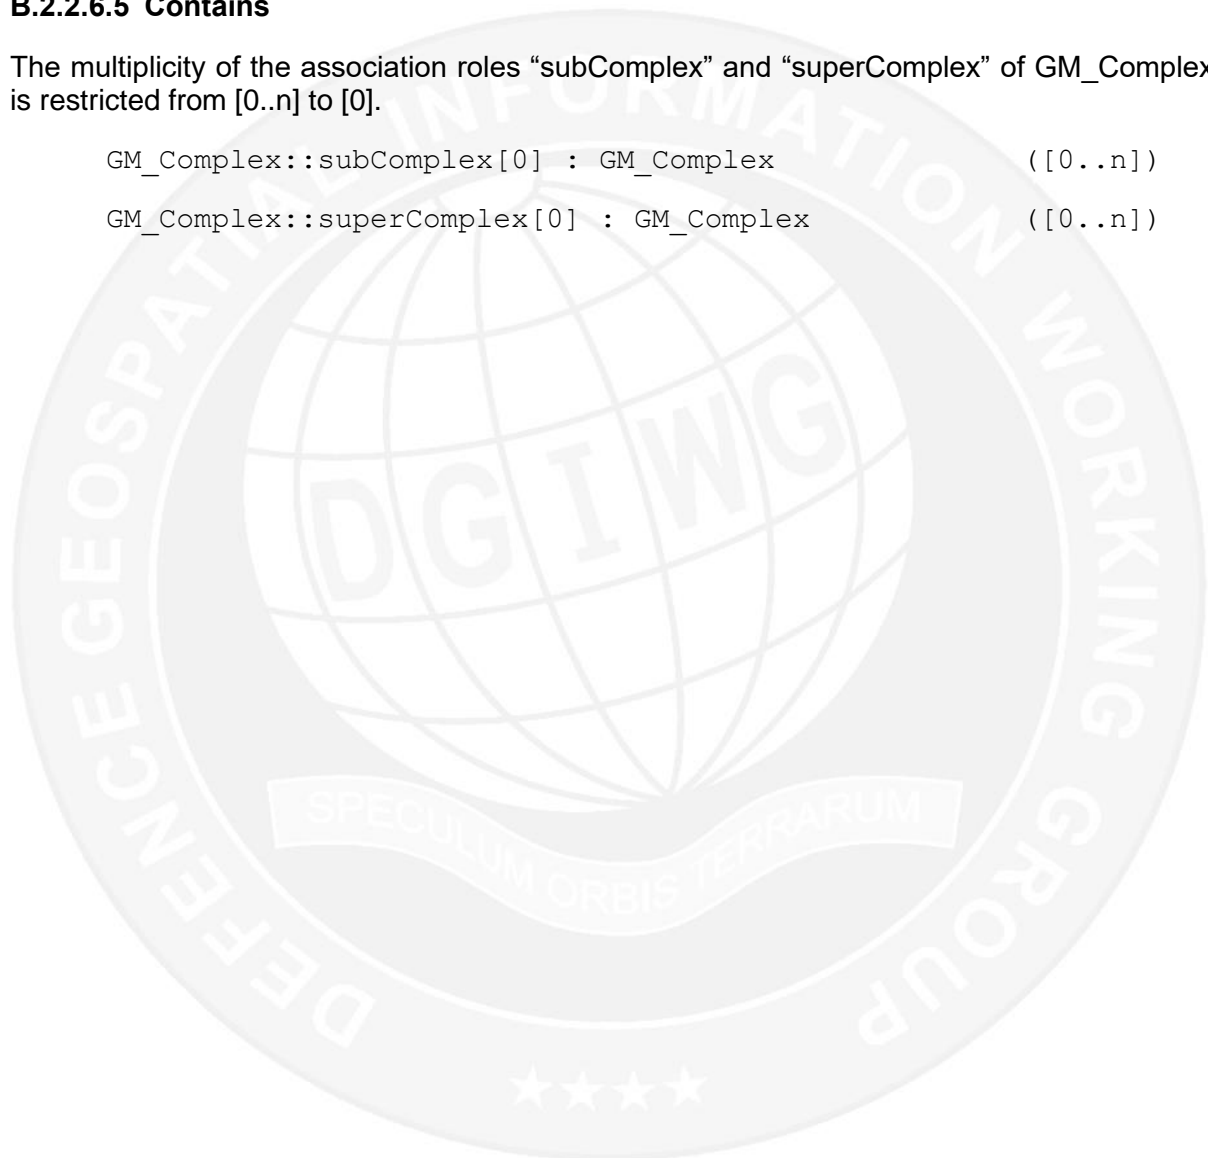 B.2.2.6.5 Contains
The multiplicity of the association roles “subComplex” and “superComplex” of GM_Complex
is restricted from [0..n] to [0].
GM_Complex::subComplex[0] : GM_Complex ([0..n])
GM_Complex::superComplex[0] : GM_Complex ([0..n])
DEFENCE GEOSPATIAL INFORMATION WORKING GROUP
DGIWG
SPECULUM ORBIS TERRARUM